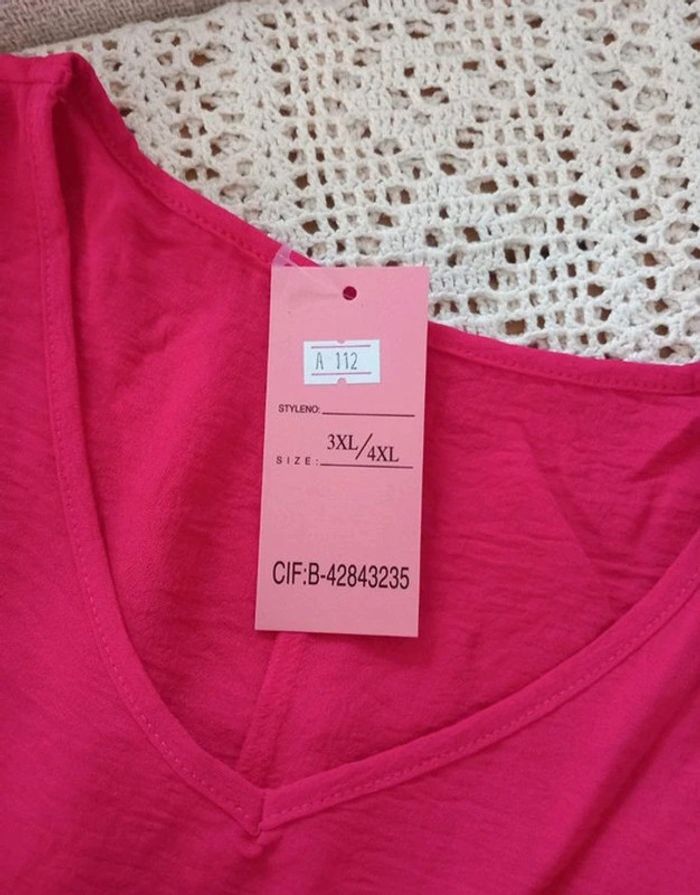 A 112
STYLENO:
SIZE: 3XL/4XL
CIF:B-42843235